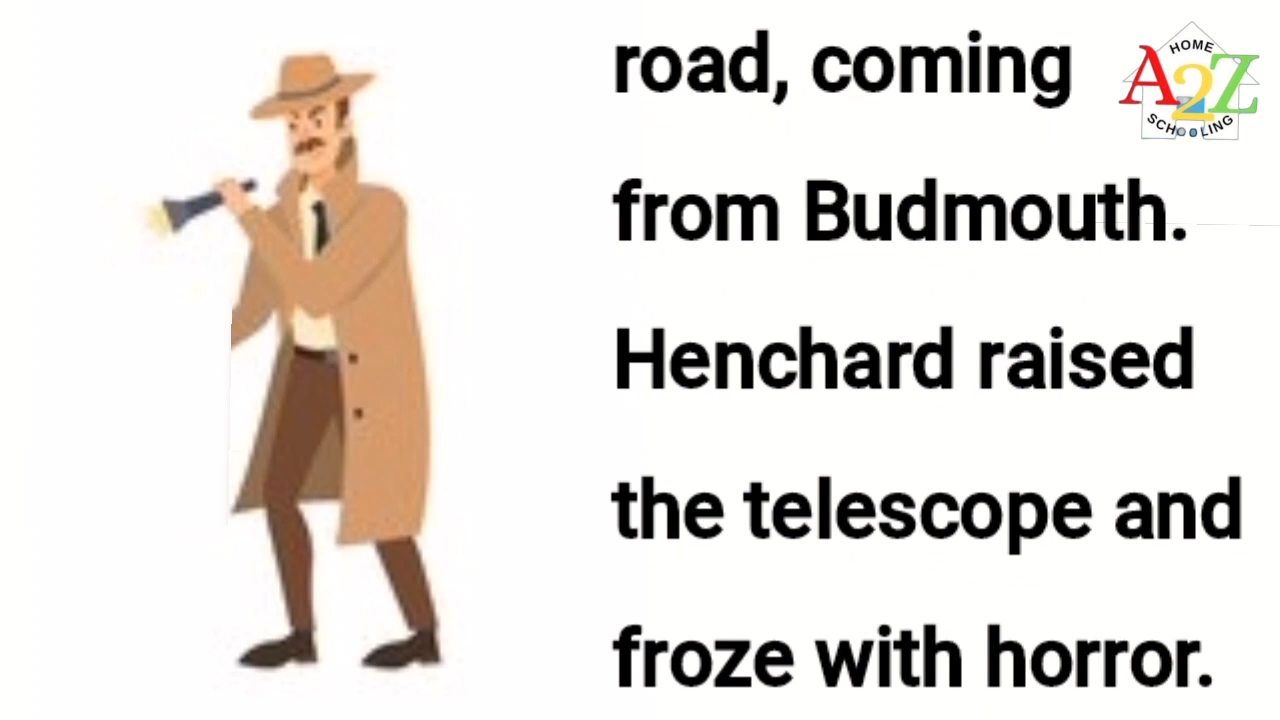 road, coming
from Budmouth.
Henchard raised
the telescope and
froze with horror.
HOME
A2Z
SCHOOLING